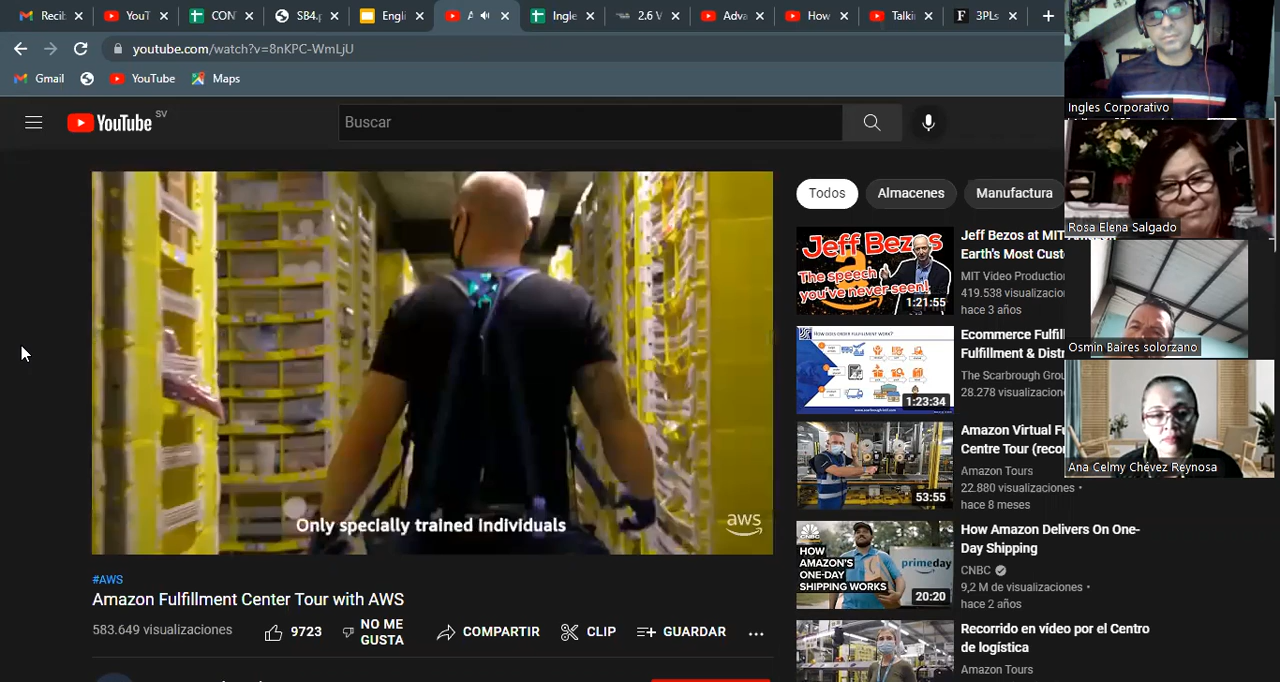 Recib
YouT
CON
SB4.p
Engli
A
Ingle
2.6 V
Adva
How
Talki
3PLs
youtube.com/watch?v=8nKPC-WmLjU
Gmail
YouTube
Maps
YouTube SV
Buscar
Only specially trained individuals
aws
#AWS
Amazon Fulfillment Center Tour with AWS
583.649 visualizaciones
9723
NO ME GUSTA
COMPARTIR
CLIP
GUARDAR
Todos
Almacenes
Manufactura
Jeff Bezos
The speech you've never seen!
1:21:55
Jeff Bezos at MIT
Earth's Most Cust
MIT Video Productio
419.538 visualizacio
hace 3 años
HOW DOES ORDER FULFILLMENT WORK?
1:23:34
Ecommerce Fulfil
Fulfillment & Distr
The Scarbrough Grou
28.278 visualizacion
53:55
Amazon Virtual Fu
Centre Tour (recor
Amazon Tours
22.880 visualizaciones •
hace 8 meses
CNBC
HOW
AMAZON'S
ONE-DAY
SHIPPING WORKS
primeday
20:20
How Amazon Delivers On One-
Day Shipping
CNBC
9,2 M de visualizaciones •
hace 2 años
Recorrido en vídeo por el Centro
de logística
Amazon Tours
Ingles Corporativo
Rosa Elena Salgado
Osmin Baires solorzano
Ana Celmy Chévez Reynosa